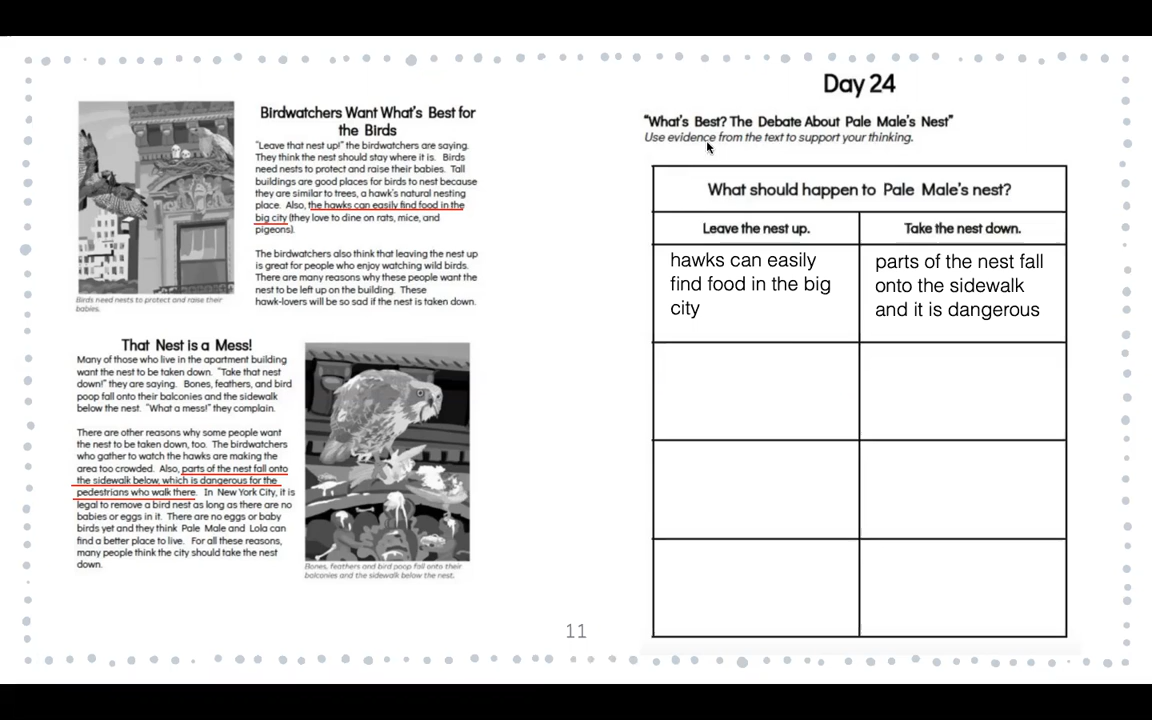 Birdwatchers Want What's Best for
the Birds
"Leave that nest up!" the birdwatchers are saying.
They think the nest should stay where it is. Birds
need nests to protect and raise their babies. Tall
buildings are good places for birds to nest because
they are similar to trees, a hawk's natural nesting
place. Also, the hawks can easily find food in the
big city (they love to dine on rats, mice, and
pigeons).
The birdwatchers also think that leaving the nest up
is great for people who enjoy watching wild birds.
There are many reasons why these people want the
nest to be left up on the building. These
hawk-lovers will be so sad if the nest is taken down.
Birds need nests to protect and raise their
babies.
That Nest is a Mess!
Many of those who live in the apartment building
want the nest to be taken down. "Take that nest
down!" they are saying. Bones, feathers, and bird
poop fall onto their balconies and the sidewalk
below the nest. "What a mess!" they complain.
There are other reasons why some people want
the nest to be taken down, too. The birdwatchers
who gather to watch the hawks are making the
area too crowded. Also, parts of the nest fall onto
the sidewalk below, which is dangerous for the
pedestrians who walk there. In New York City, it is
legal to remove a bird nest as long as there are no
babies or eggs in it. There are no eggs or baby
birds yet and they think Pale Male and Lola can
find a better place to live. For all these reasons,
many people think the city should take the nest
down.
Bones, feathers and bird poop fall onto their
balconies and the sidewalk below the nest.
11
Day 24
"What's Best? The Debate About Pale Male's Nest"
Use evidence from the text to support your thinking.
What should happen to Pale Male's nest?
Leave the nest up.
Take the nest down.
hawks can easily
find food in the big
city
parts of the nest fall
onto the sidewalk
and it is dangerous